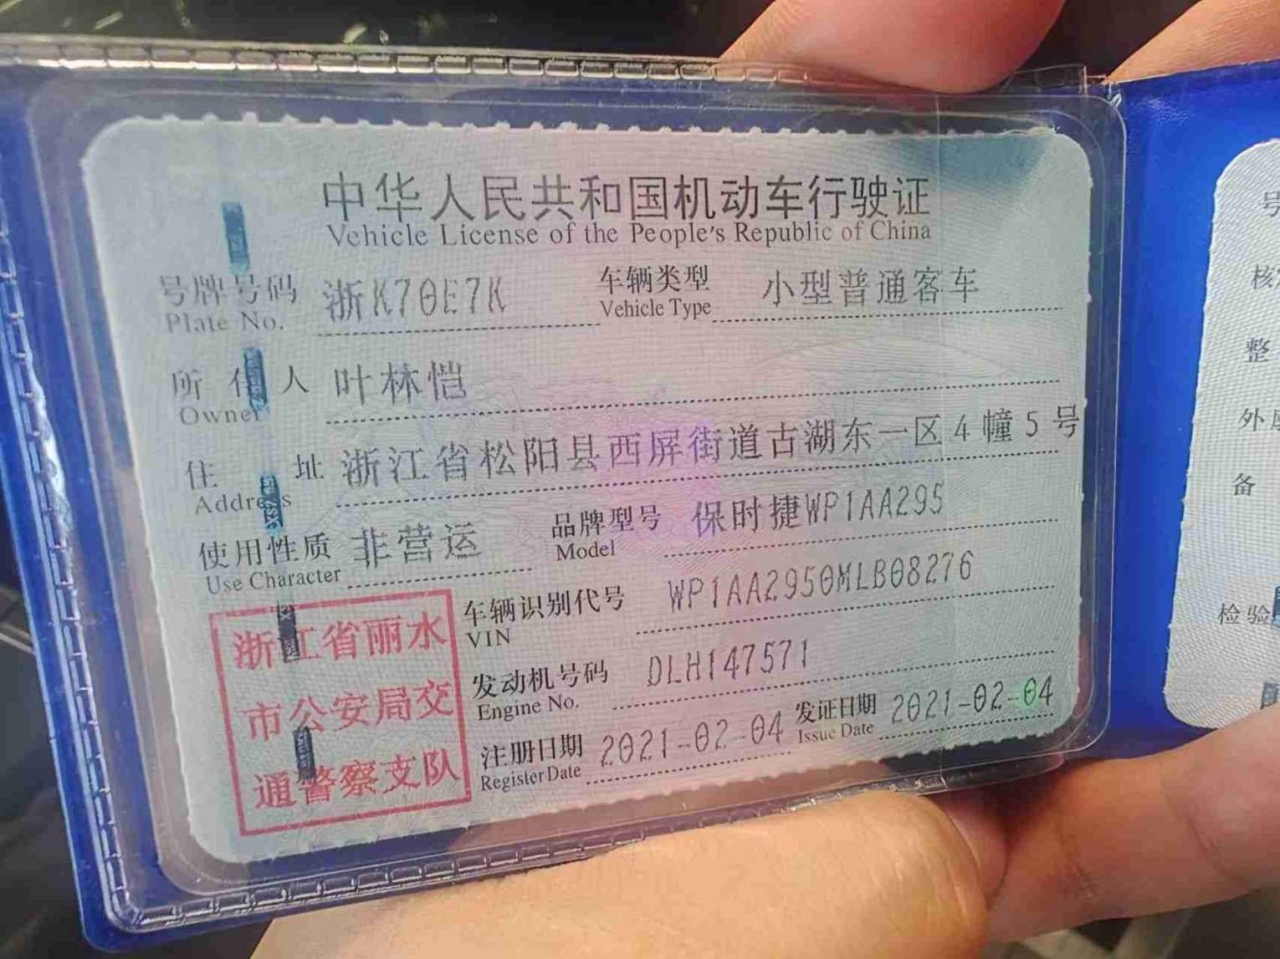 中华人民共和国机动车行驶证
Vehicle License of the People's Republic of China
号牌号码 浙K70E7K 车辆类型 小型普通客车
Plate No. Vehicle Type
所有人 叶林恺
Owner
住址 浙江省松阳县西屏街道古湖东一区4幢5号
Address
使用性质 非营运 品牌型号 保时捷WP1AA295
Use Character Model
车辆识别代号 WP1AA2950MLB08276
VIN
发动机号码 DLH147571
Engine No.
注册日期 2021-02-04 发证日期 2021-02-04
Register Date Issue Date
浙江省丽水
市公安局交
通警察支队
号
核
整
外
备
检验